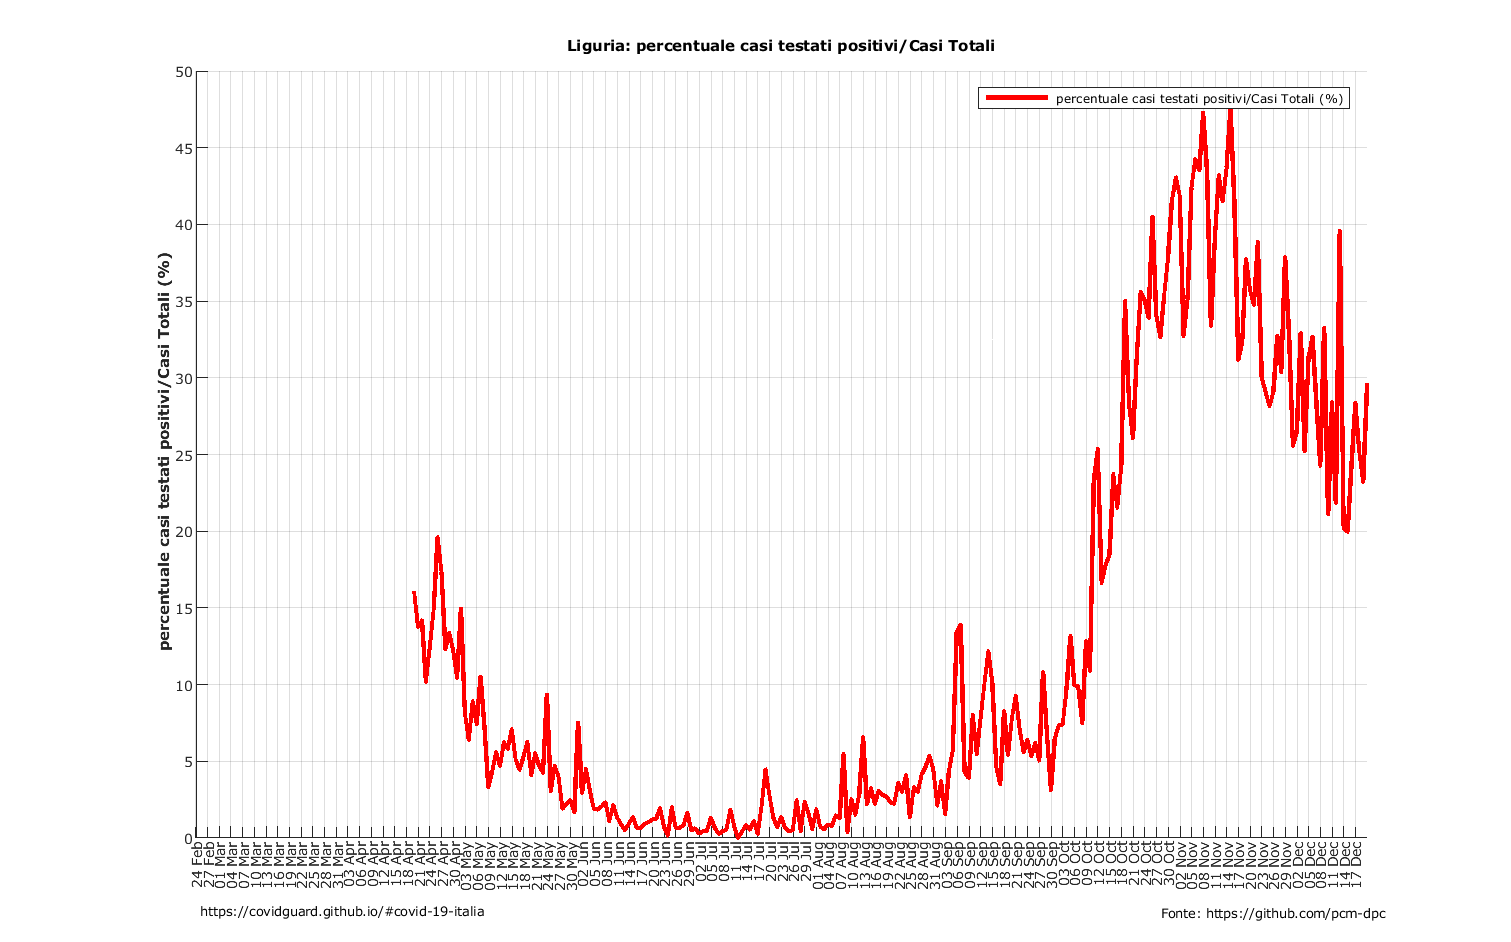 Liguria: percentuale casi testati positivi/Casi Totali
percentuale casi testati positivi/Casi Totali (%)
percentuale casi testati positivi/Casi Totali (%)
50
45
40
35
30
25
20
15
10
5
0
24 Feb
27 Feb
01 Mar
04 Mar
07 Mar
10 Mar
13 Mar
16 Mar
19 Mar
22 Mar
25 Mar
28 Mar
31 Mar
03 Apr
06 Apr
09 Apr
12 Apr
15 Apr
18 Apr
21 Apr
24 Apr
27 Apr
30 Apr
03 May
06 May
09 May
12 May
15 May
18 May
21 May
24 May
27 May
30 May
02 Jun
05 Jun
08 Jun
11 Jun
14 Jun
17 Jun
20 Jun
23 Jun
26 Jun
29 Jun
02 Jul
05 Jul
08 Jul
11 Jul
14 Jul
17 Jul
20 Jul
23 Jul
26 Jul
29 Jul
01 Aug
04 Aug
07 Aug
10 Aug
13 Aug
16 Aug
19 Aug
22 Aug
25 Aug
28 Aug
31 Aug
03 Sep
06 Sep
09 Sep
12 Sep
15 Sep
18 Sep
21 Sep
24 Sep
27 Sep
30 Sep
03 Oct
06 Oct
09 Oct
12 Oct
15 Oct
18 Oct
21 Oct
24 Oct
27 Oct
30 Oct
02 Nov
05 Nov
08 Nov
11 Nov
14 Nov
17 Nov
20 Nov
23 Nov
26 Nov
29 Nov
02 Dec
05 Dec
08 Dec
11 Dec
14 Dec
17 Dec
https://covidguard.github.io/#covid-19-italia
Fonte: https://github.com/pcm-dpc